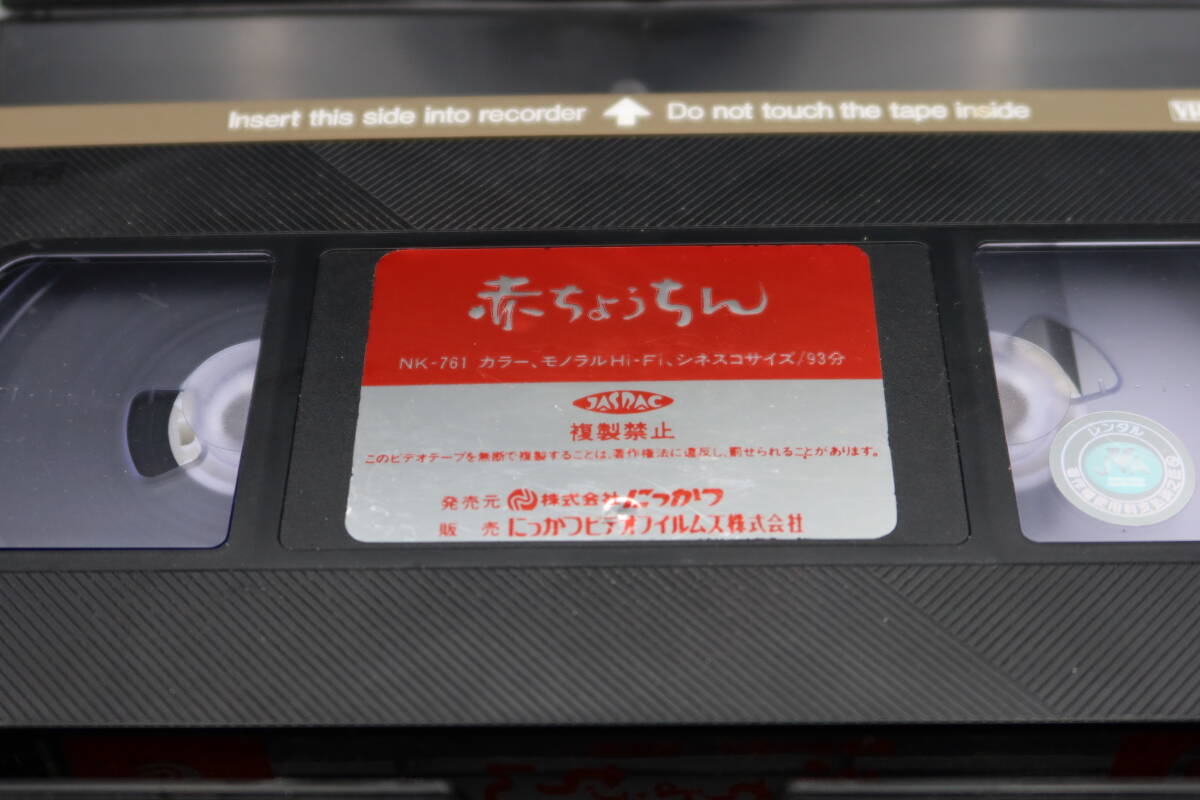 Insert this side into recorder Do not touch the tape inside
赤ちょうちん
NK-761 カラー、モノラルHi-Fi、シネスコサイズ/93分
JASRAC
複製禁止
このビデオテープを無断で複製することは、著作権法に違反し、罰せられることがあります。
発売元 株式会社にっかつ
販売 にっかつビデオフイルムズ株式会社
レンタル